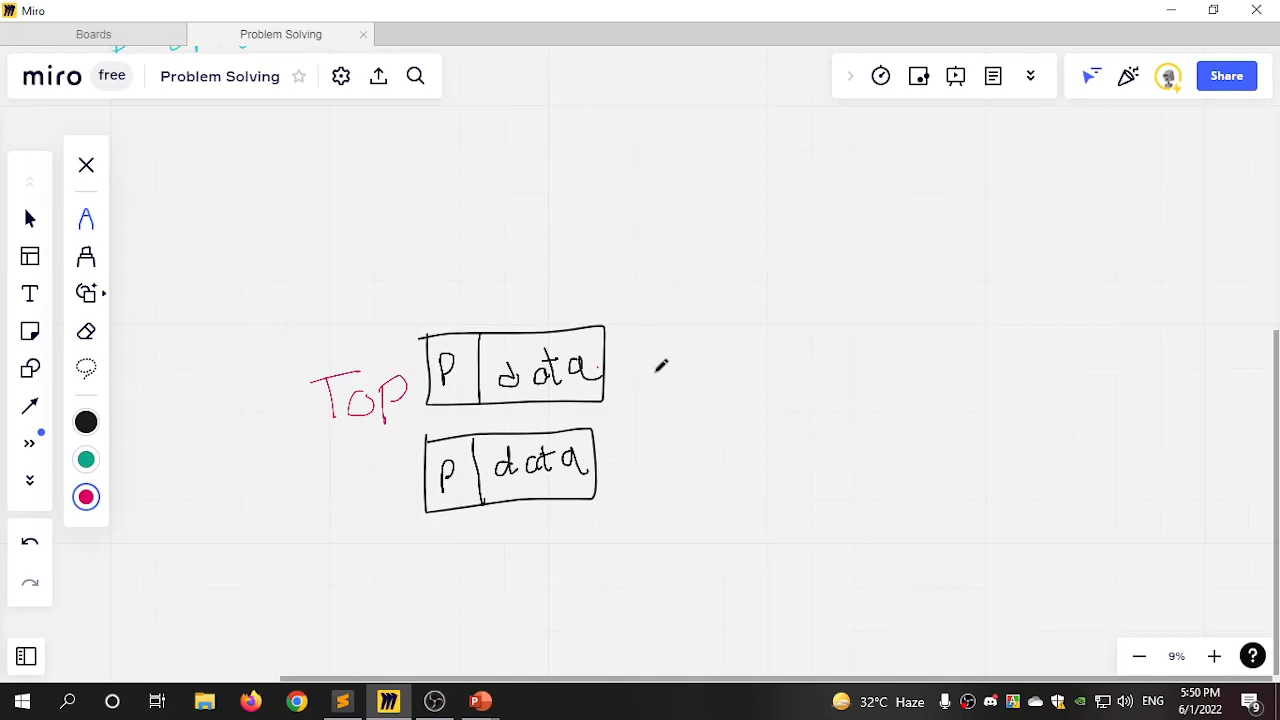 Miro
Boards
Problem Solving
miro
free
Problem Solving
Share
P
data
Top
P
data
9%
32°C Haze
ENG
5:50 PM
6/1/2022
9